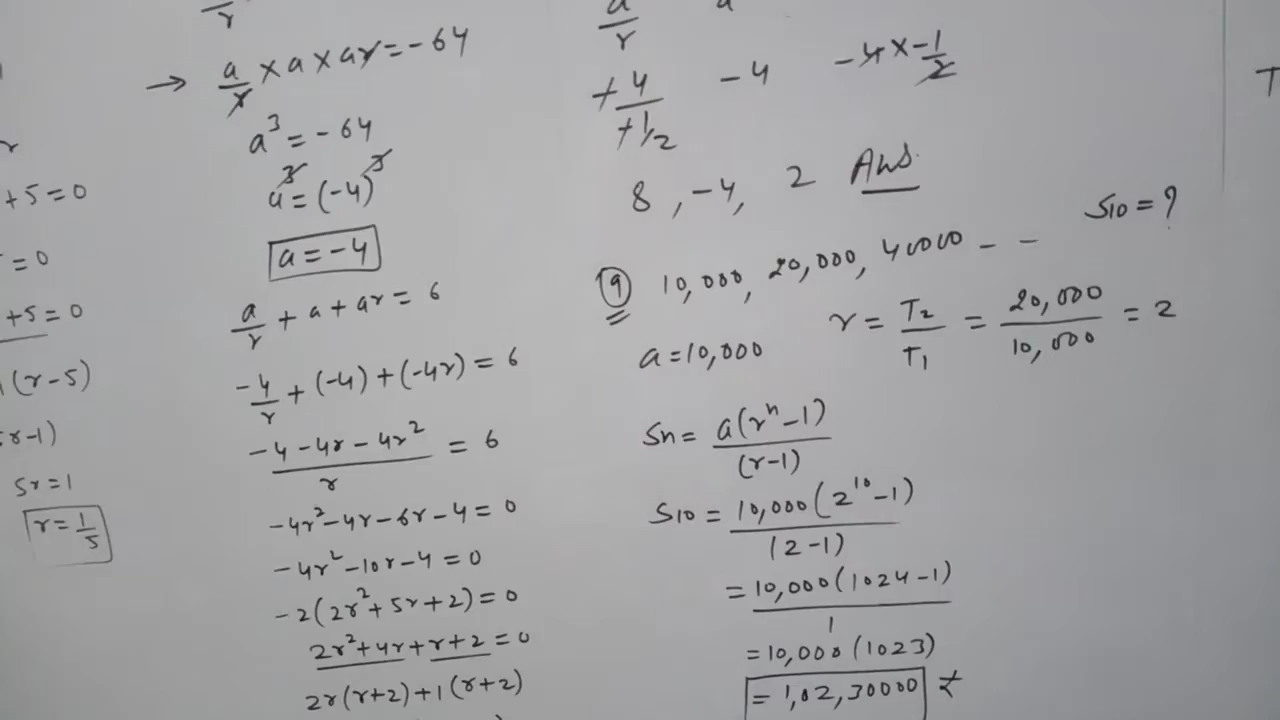 +5=0
=0
+5=0
(r-5)
r-1)
5r=1
r=1/5
r
→ a/r × a × ar = -64
a³ = -64
a³ = (-4)³
a = -4
a/r + a + ar = 6
-4/r + (-4) + (-4r) = 6
(-4-4r-4r²)/r = 6
-4r²-4r-6r-4=0
-4r²-10r-4=0
-2(2r²+5r+2)=0
2r²+4r+r+2=0
2r(r+2)+1(r+2)
a/r a
+4/+1/2 -4 -4×-1/2
8, -4, 2 Ans.
(9) 10,000, 20,000, 40000 - - S10=?
a=10,000 r = T2/T1 = 20,000/10,000 = 2
Sn = a(rⁿ-1)/(r-1)
S10 = 10,000(2¹⁰-1)/(2-1)
= 10,000(1024-1)/1
=10,000(1023)
=1,02,30000 ₹
T